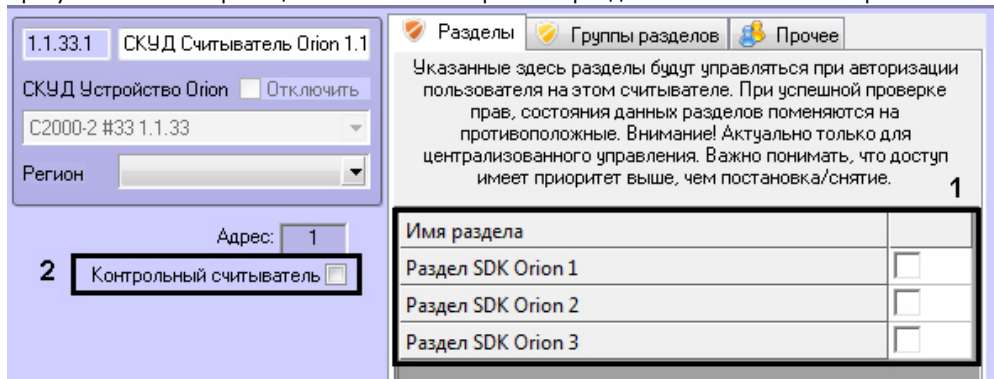 1.1.33.1 СКУД Считыватель Orion 1.1
СКУД Устройство Orion Отключить
С2000-2 #33 1.1.33
Регион
Адрес: 1
2 Контрольный считыватель
Разделы Группы разделов Прочее
Указанные здесь разделы будут управляться при авторизации
пользователя на этом считывателе. При успешной проверке
прав, состояния данных разделов поменяются на
противоположные. Внимание! Актуально только для
централизованного управления. Важно понимать, что доступ
имеет приоритет выше, чем постановка/снятие.
1
Имя раздела
Раздел SDK Orion 1
Раздел SDK Orion 2
Раздел SDK Orion 3